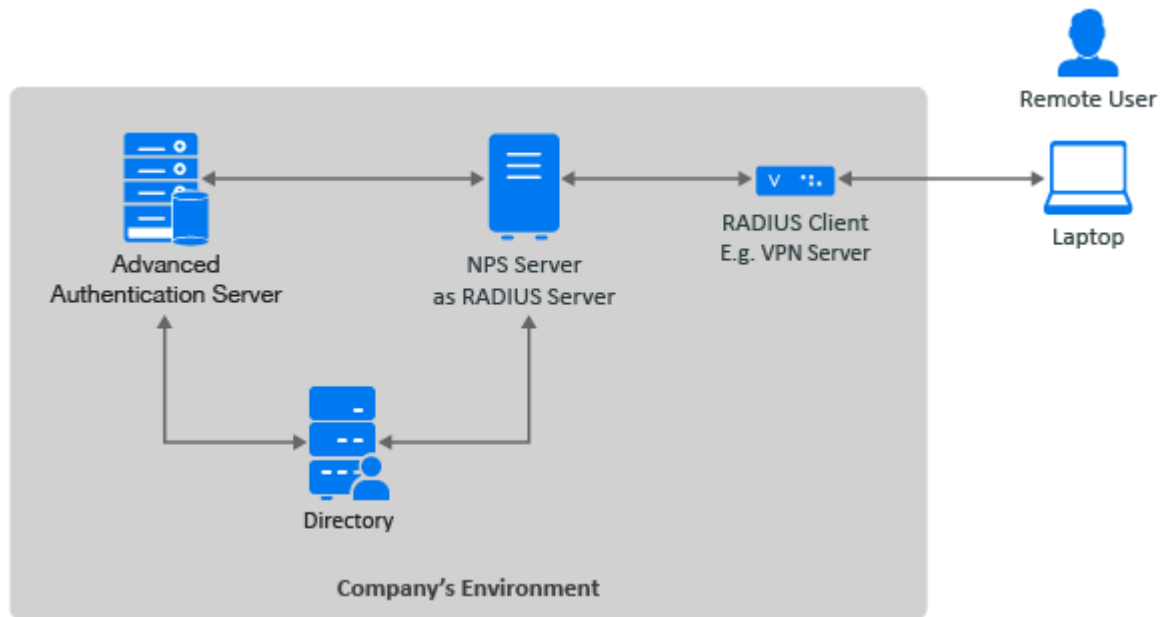 Remote User
Advanced
Authentication Server
NPS Server
as RADIUS Server
RADIUS Client
E.g. VPN Server
Laptop
Directory
Company's Environment